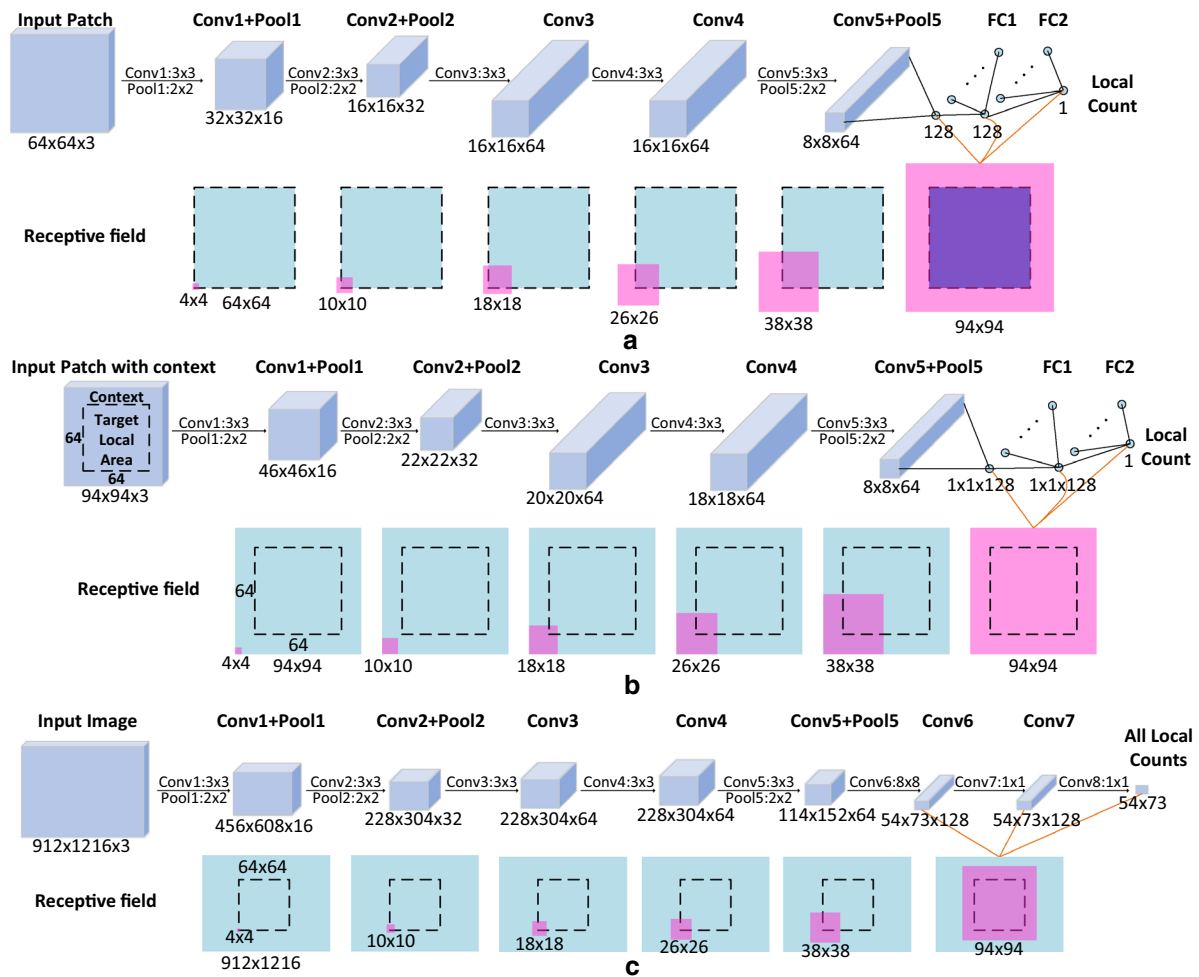 Input Patch
Conv1+Pool1
Conv2+Pool2
Conv3
Conv4
Conv5+Pool5
FC1
FC2
Conv1:3x3
Pool1:2x2
Conv2:3x3
Pool2:2x2
Conv3:3x3
Conv4:3x3
Conv5:3x3
Pool5:2x2
Local
Count
64x64x3
32x32x16
16x16x32
16x16x64
16x16x64
8x8x64
128
128
1
Receptive field
4x4
64x64
10x10
18x18
26x26
38x38
94x94
a
Input Patch with context
Conv1+Pool1
Conv2+Pool2
Conv3
Conv4
Conv5+Pool5
FC1
FC2
Context
Target
Local
Area
64
64
94x94x3
Conv1:3x3
Pool1:2x2
Conv2:3x3
Pool2:2x2
Conv3:3x3
Conv4:3x3
Conv5:3x3
Pool5:2x2
Local
Count
46x46x16
22x22x32
20x20x64
18x18x64
8x8x64
1x1x128
1x1x128
1
Receptive field
64
64
4x4
94x94
10x10
18x18
26x26
38x38
94x94
b
Input Image
Conv1+Pool1
Conv2+Pool2
Conv3
Conv4
Conv5+Pool5
Conv6
Conv7
All Local
Counts
Conv1:3x3
Pool1:2x2
Conv2:3x3
Pool2:2x2
Conv3:3x3
Conv4:3x3
Conv5:3x3
Pool5:2x2
Conv6:8x8
Conv7:1x1
Conv8:1x1
912x1216x3
456x608x16
228x304x32
228x304x64
228x304x64
114x152x64
54x73x128
54x73x128
54x73
Receptive field
64x64
4x4
912x1216
10x10
18x18
26x26
38x38
94x94
c